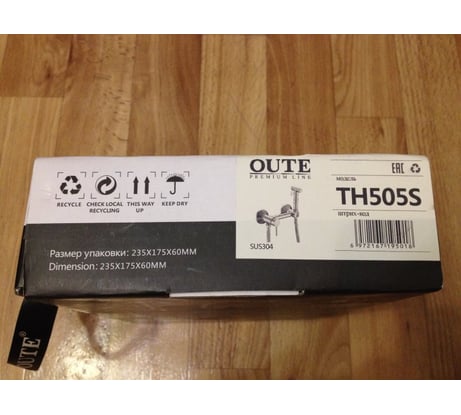 RECYCLE
CHECK LOCAL
RECYCLING
THIS WAY
UP
KEEP DRY
Размер упаковки: 235X175X60MM
Dimension: 235X175X60MM
OUTE
PREMIUM LINE
SUS304
модель
EAC
TH505S
штрих-код
6972167195018
OUTE®